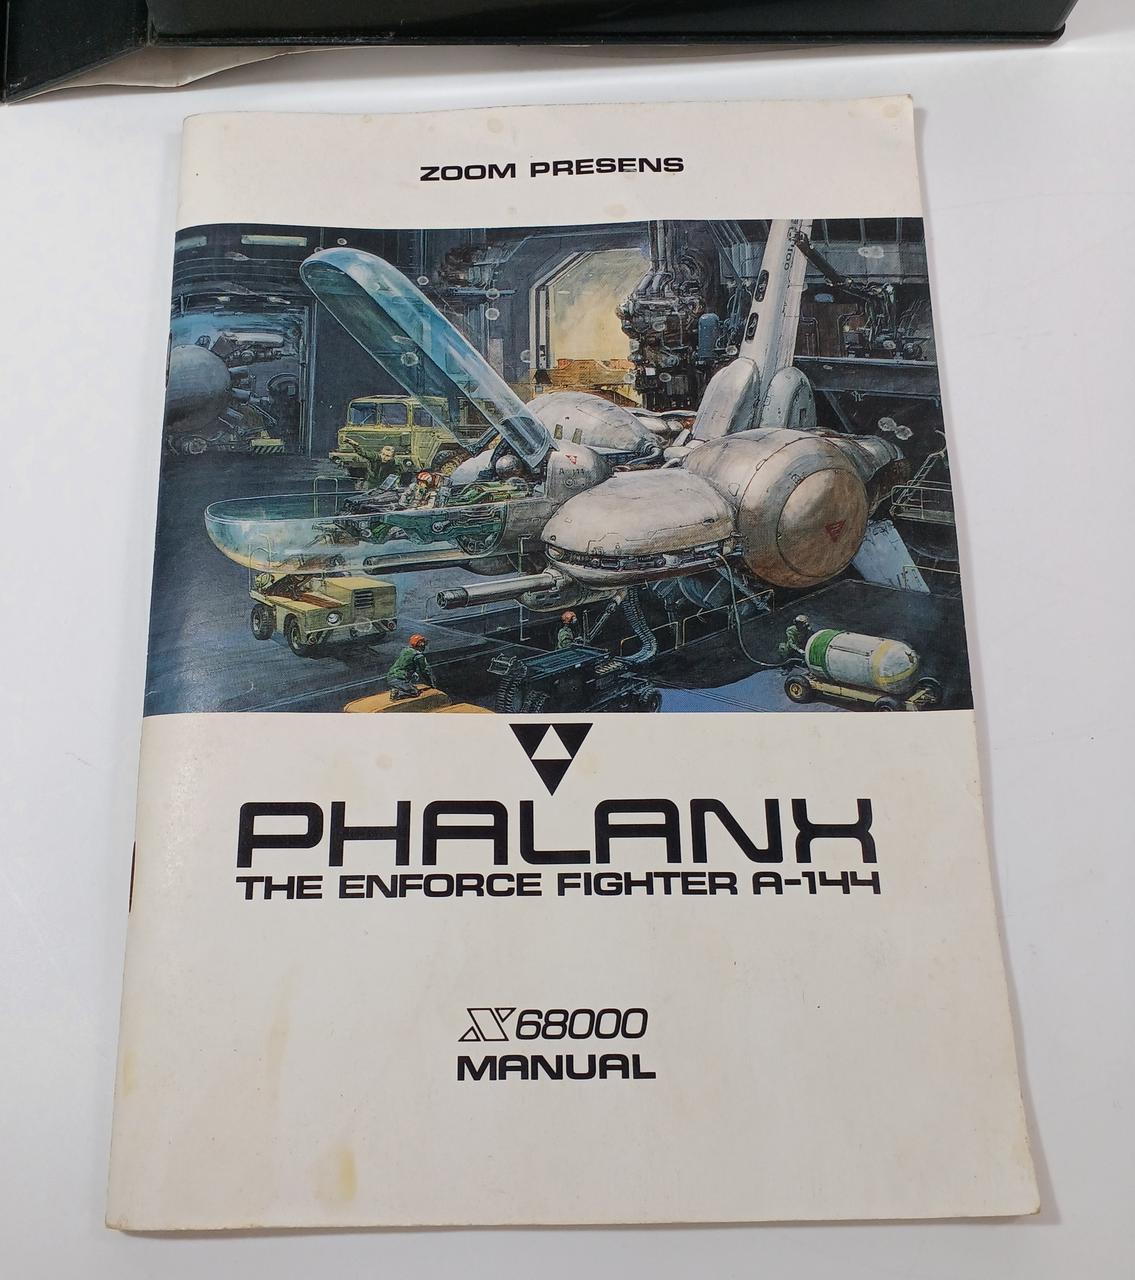 ZOOM PRESENS
PHALANX
THE ENFORCE FIGHTER A-144
X68000
MANUAL